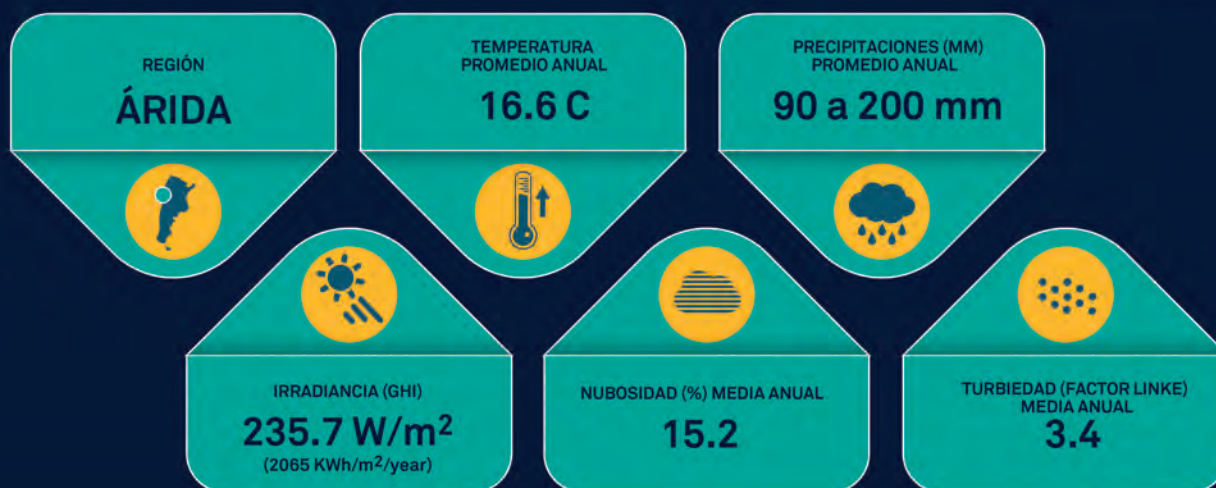 REGIÓN
ÁRIDA
TEMPERATURA
PROMEDIO ANUAL
16.6 C
PRECIPITACIONES (MM)
PROMEDIO ANUAL
90 a 200 mm
IRRADIANCIA (GHI)
235.7 W/m²
(2065 KWh/m²/year)
NUBOSIDAD (%) MEDIA ANUAL
15.2
TURBIEDAD (FACTOR LINKE)
MEDIA ANUAL
3.4